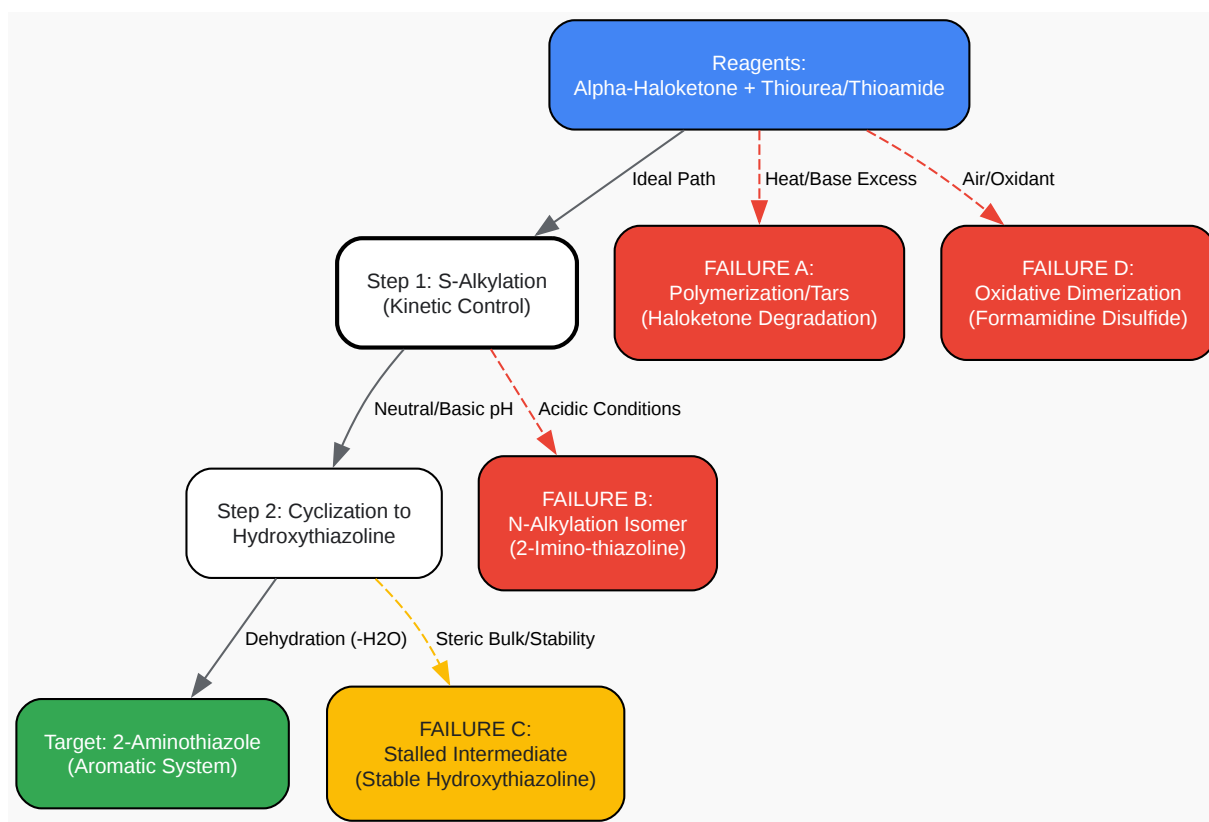 Reagents:
Alpha-Haloketone + Thiourea/Thioamide
Ideal Path
Heat/Base Excess
Air/Oxidant
Step 1: S-Alkylation
(Kinetic Control)
FAILURE A:
Polymerization/Tars
(Haloketone Degradation)
FAILURE D:
Oxidative Dimerization
(Formamidine Disulfide)
Neutral/Basic pH
Acidic Conditions
Step 2: Cyclization to
Hydroxythiazoline
FAILURE B:
N-Alkylation Isomer
(2-Imino-thiazoline)
Dehydration (-H2O)
Steric Bulk/Stability
Target: 2-Aminothiazole
(Aromatic System)
FAILURE C:
Stalled Intermediate
(Stable Hydroxythiazoline)